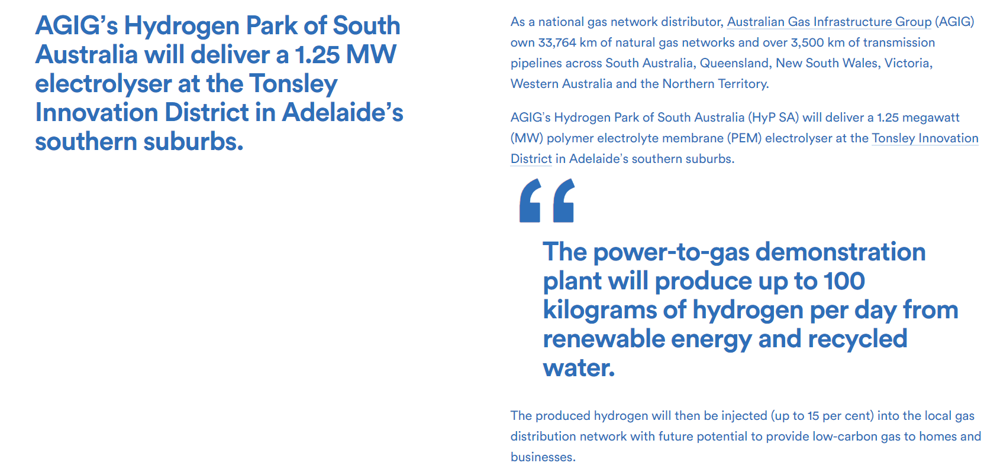 AGIG’s Hydrogen Park of South
Australia will deliver a 1.25 MW
electrolyser at the Tonsley
Innovation District in Adelaide’s
southern suburbs.
As a national gas network distributor, Australian Gas Infrastructure Group (AGIG)
own 33,764 km of natural gas networks and over 3,500 km of transmission
pipelines across South Australia, Queensland, New South Wales, Victoria,
Western Australia and the Northern Territory.
AGIG’s Hydrogen Park of South Australia (HyP SA) will deliver a 1.25 megawatt
(MW) polymer electrolyte membrane (PEM) electrolyser at the Tonsley Innovation
District in Adelaide’s southern suburbs.
“
The power-to-gas demonstration
plant will produce up to 100
kilograms of hydrogen per day from
renewable energy and recycled
water.
The produced hydrogen will then be injected (up to 15 per cent) into the local gas
distribution network with future potential to provide low-carbon gas to homes and
businesses.